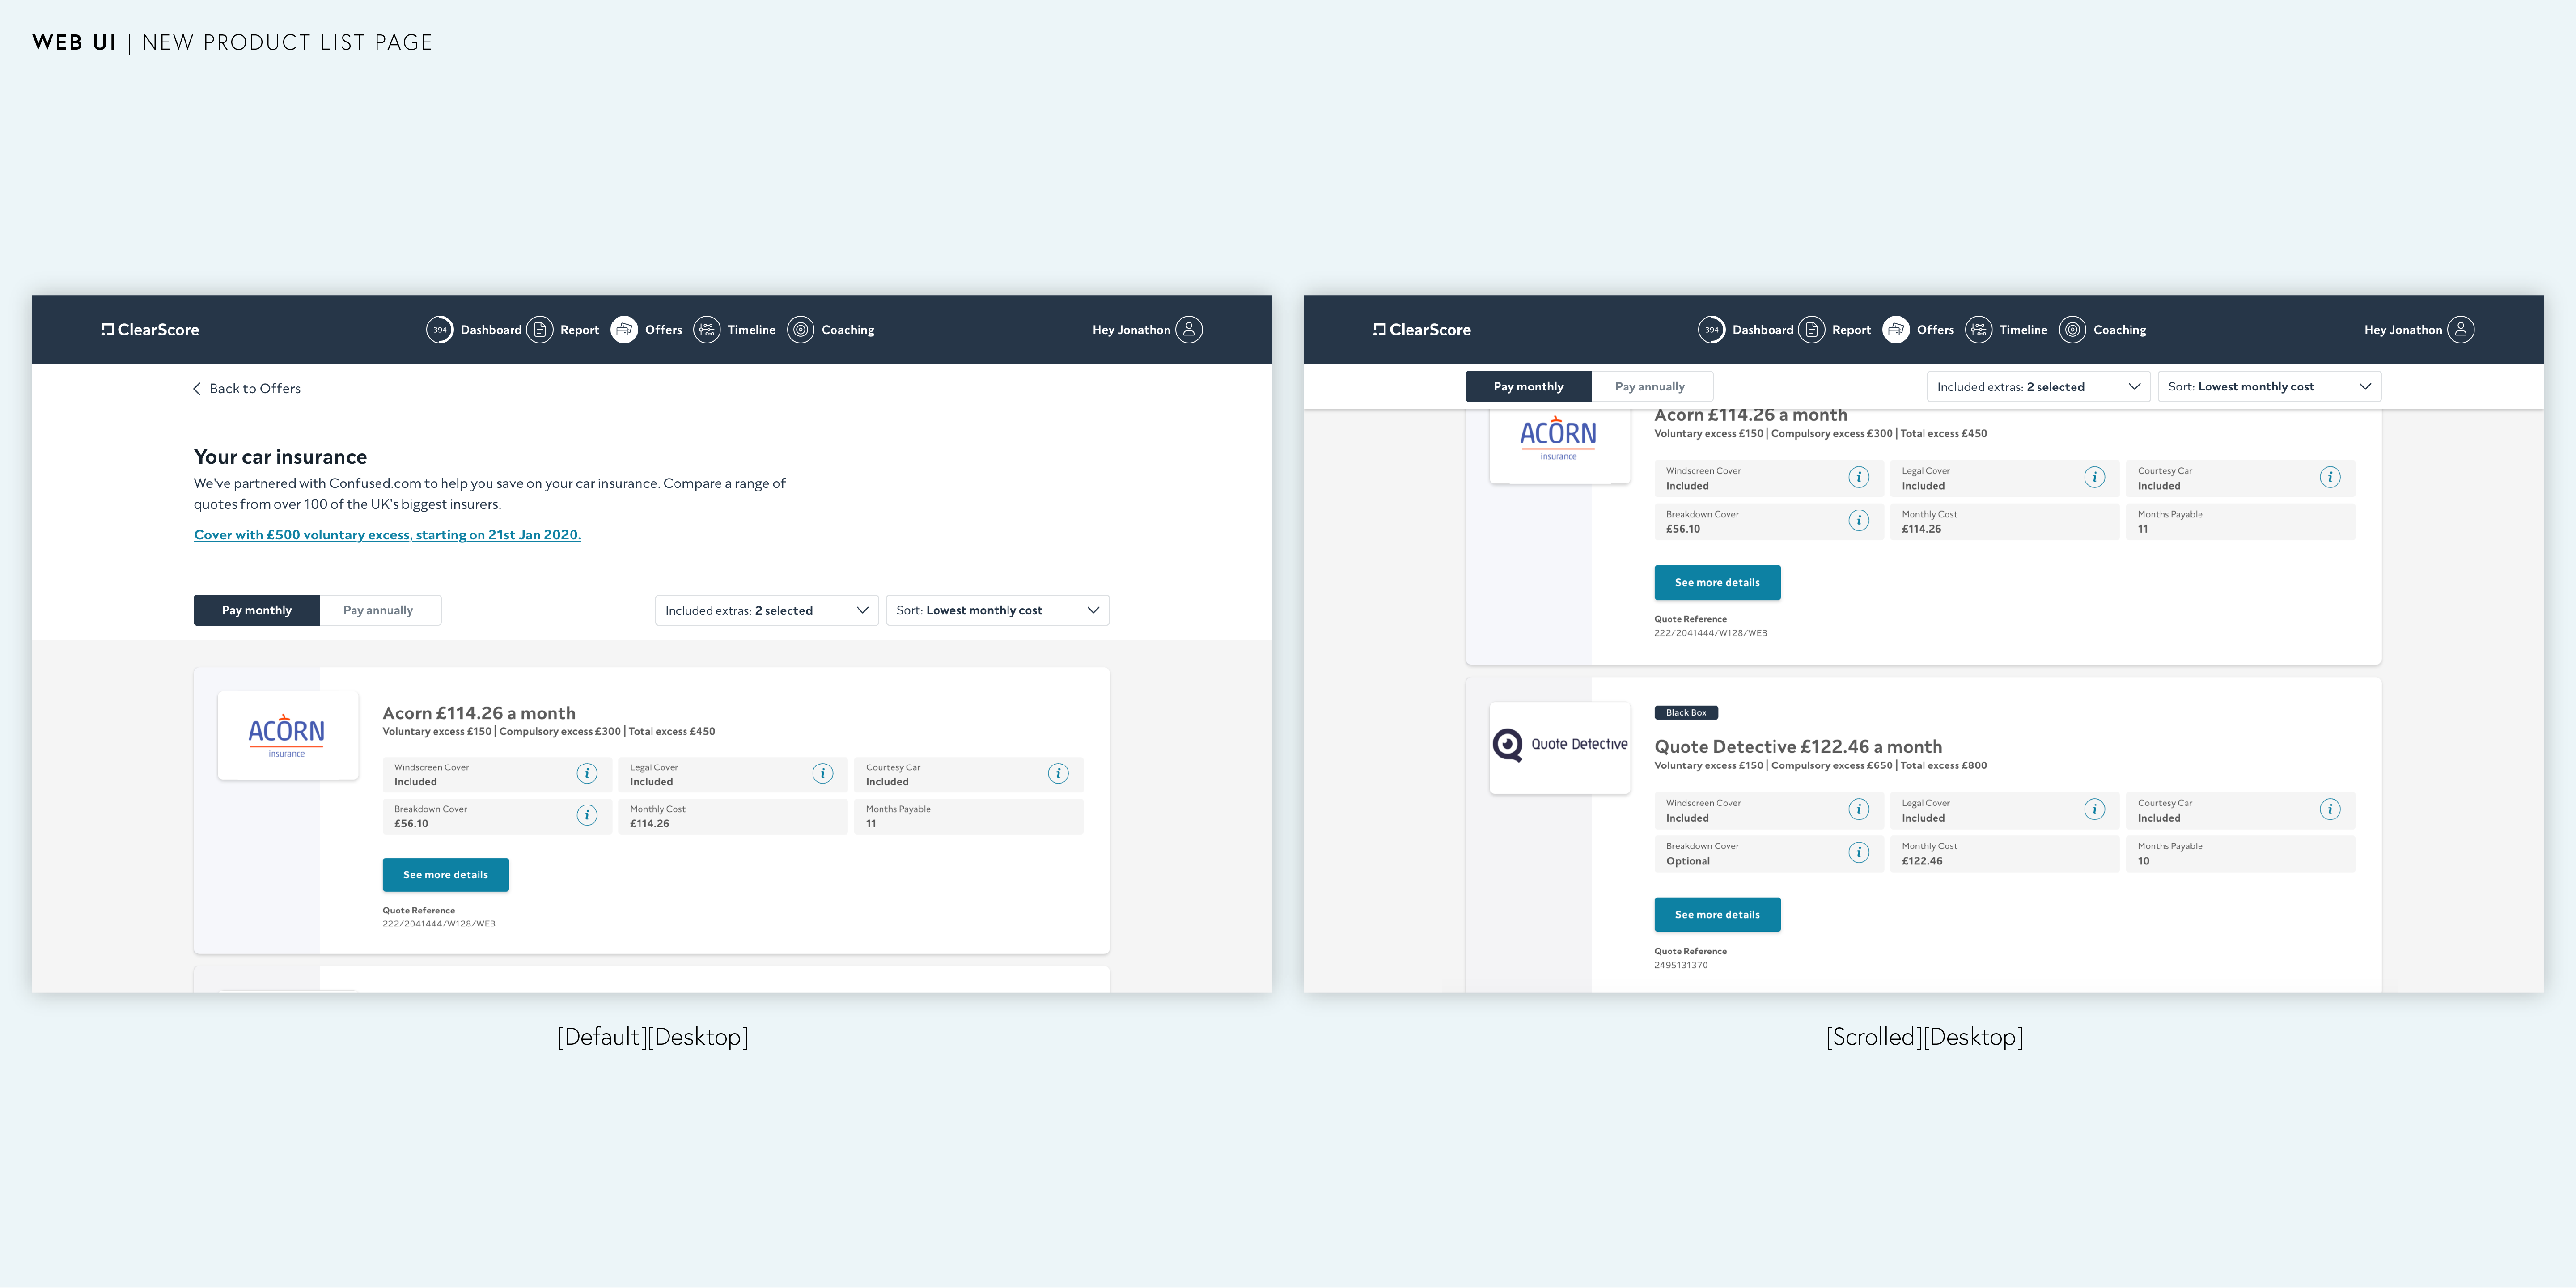 WEB UI | NEW PRODUCT LIST PAGE
ClearScore
394 Dashboard Report Offers Timeline Coaching
Hey Jonathon
Back to Offers
Your car insurance
We've partnered with Confused.com to help you save on your car insurance. Compare a range of
quotes from over 100 of the UK's biggest insurers.
Cover with £500 voluntary excess, starting on 21st Jan 2020.
Pay monthly Pay annually Included extras: 2 selected Sort: Lowest monthly cost
ACORN
insurance
Acorn £114.26 a month
Voluntary excess £150 | Compulsory excess £300 | Total excess £450
Windscreen Cover Legal Cover Courtesy Car
Included i Included i Included i
Breakdown Cover Monthly Cost Months Payable
£56.10 i £114.26 11
See more details
Quote Reference
222/2041444/W128/WEB
[Default][Desktop]
ClearScore
394 Dashboard Report Offers Timeline Coaching
Hey Jonathon
Pay monthly Pay annually Included extras: 2 selected Sort: Lowest monthly cost
ACORN
insurance
Acorn £114.26 a month
Voluntary excess £150 | Compulsory excess £300 | Total excess £450
Windscreen Cover Legal Cover Courtesy Car
Included i Included i Included i
Breakdown Cover Monthly Cost Months Payable
£56.10 i £114.26 11
See more details
Quote Reference
222/2041444/W128/WEB
Quote Detective
Black Box
Quote Detective £122.46 a month
Voluntary excess £150 | Compulsory excess £650 | Total excess £800
Windscreen Cover Legal Cover Courtesy Car
Included i Included i Included i
Breakdown Cover Monthly Cost Months Payable
Optional i £122.46 10
See more details
Quote Reference
2495131370
[Scrolled][Desktop]